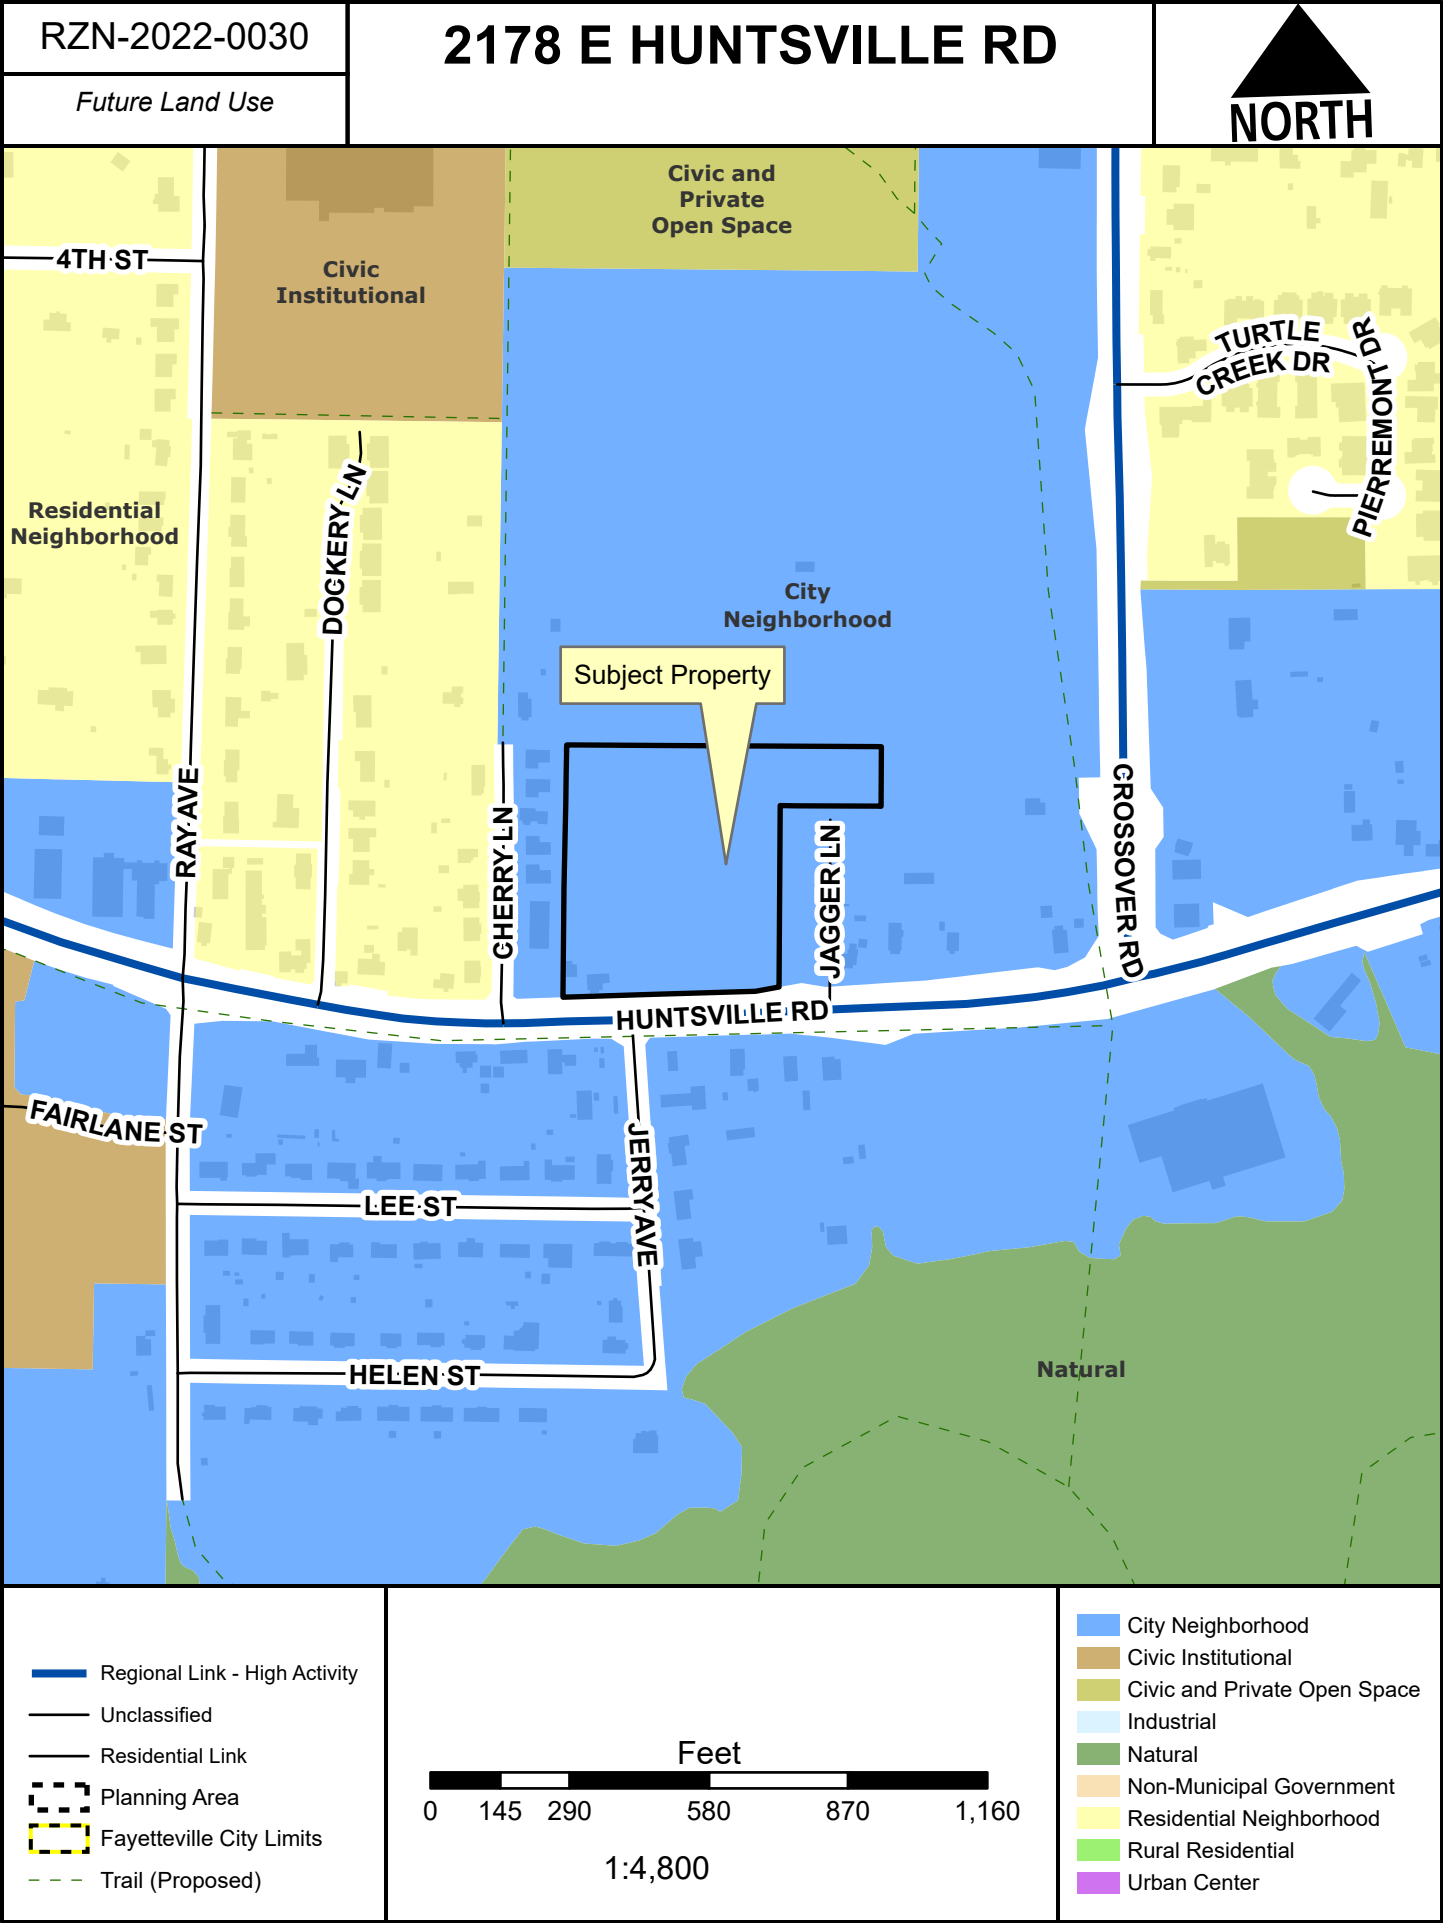 RZN-2022-0030
Future Land Use
2178 E HUNTSVILLE RD
NORTH
Civic and
Private
Open Space
4TH ST
Civic
Institutional
TURTLE
CREEK DR
PIERREMONT DR
Residential
Neighborhood
DOCKERY LN
City
Neighborhood
Subject Property
RAY AVE
CHERRY LN
JAGGER LN
CROSSOVER RD
HUNTSVILLE RD
FAIRLANE ST
JERRY AVE
LEE ST
HELEN ST
Natural
Regional Link - High Activity
Unclassified
Residential Link
Planning Area
Fayetteville City Limits
Trail (Proposed)
Feet
0 145 290 580 870 1,160
1:4,800
City Neighborhood
Civic Institutional
Civic and Private Open Space
Industrial
Natural
Non-Municipal Government
Residential Neighborhood
Rural Residential
Urban Center